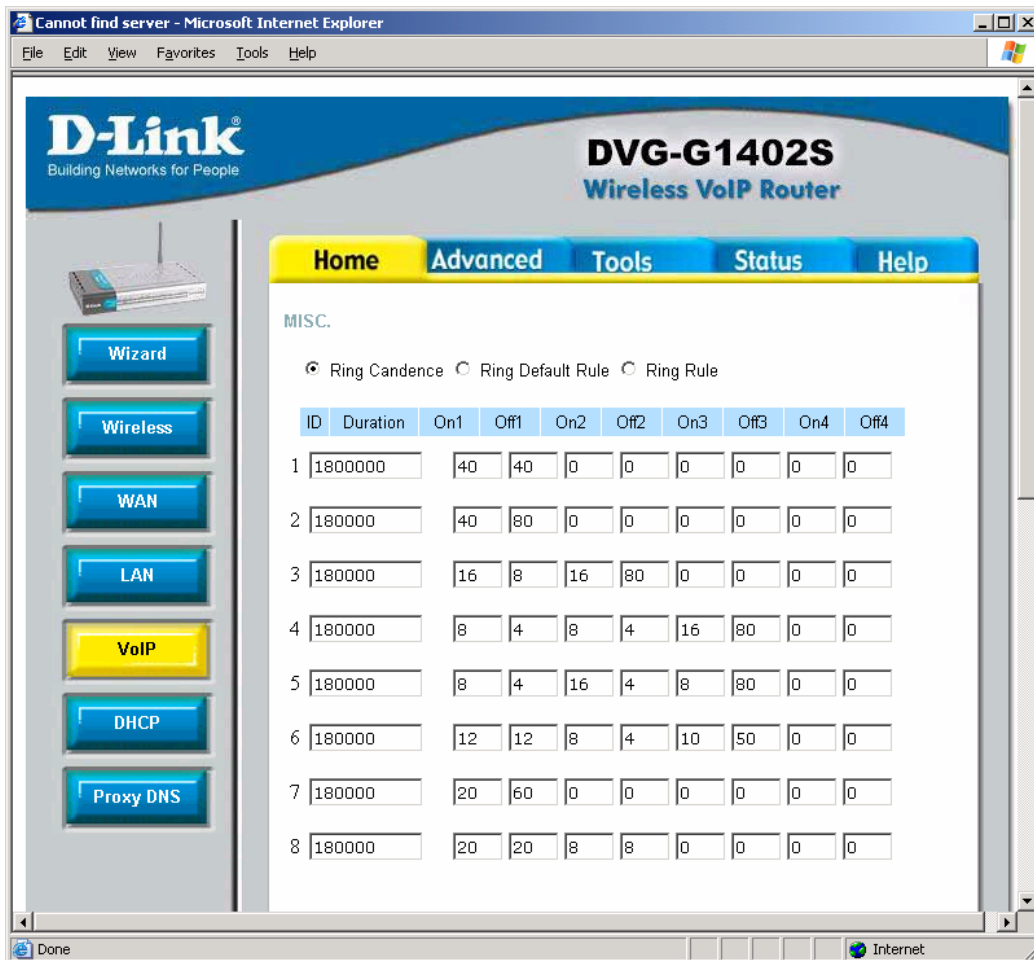 Cannot find server - Microsoft Internet Explorer
File Edit View Favorites Tools Help
D-Link®
Building Networks for People
DVG-G1402S
Wireless VoIP Router
Home Advanced Tools Status Help
Wizard
Wireless
WAN
LAN
VoIP
DHCP
Proxy DNS
MISC.
Ring Candence Ring Default Rule Ring Rule
ID Duration On1 Off1 On2 Off2 On3 Off3 On4 Off4
1 1800000 40 40 0 0 0 0 0 0
2 180000 40 80 0 0 0 0 0 0
3 180000 16 8 16 80 0 0 0 0
4 180000 8 4 8 4 16 80 0 0
5 180000 8 4 16 4 8 80 0 0
6 180000 12 12 8 4 10 50 0 0
7 180000 20 60 0 0 0 0 0 0
8 180000 20 20 8 8 0 0 0 0
Done Internet